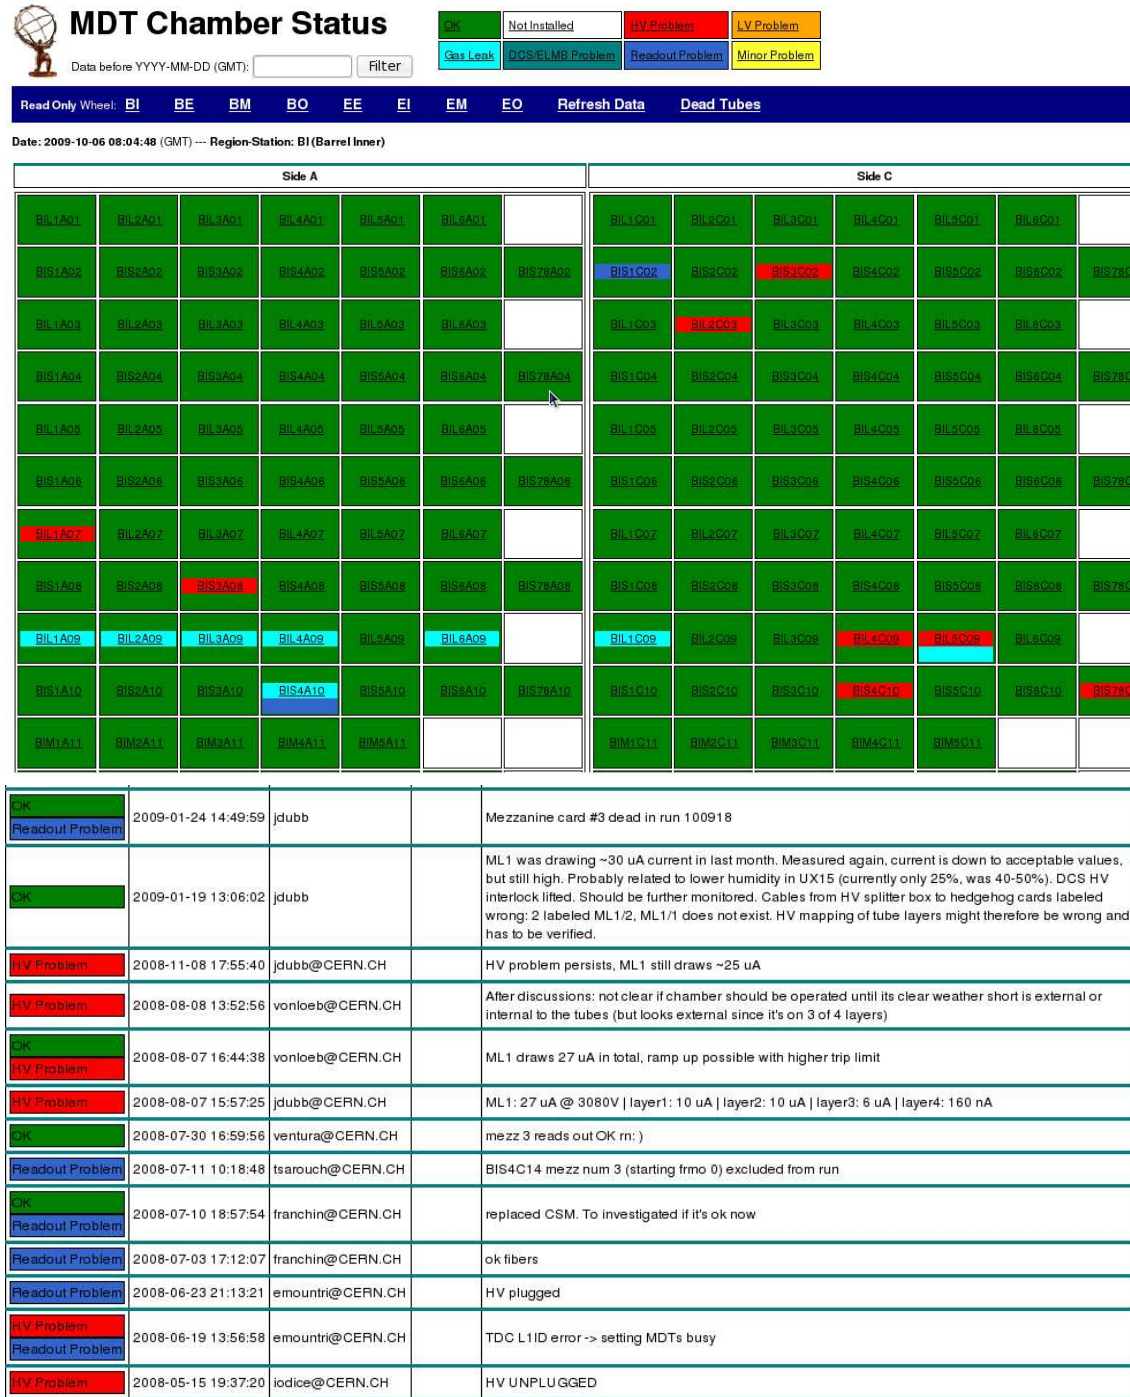 MDT Chamber Status
OK Not Installed HV Problem LV Problem
Gas Leak DCS/ELMB Problem Readout Problem Minor Problem
Data before YYYY-MM-DD (GMT): Filter
Read Only Wheel: BI BE BM BO EE EI EM EO Refresh Data Dead Tubes
Date: 2009-10-06 08:04:48 (GMT) --- Region-Station: BI (Barrel Inner)
Side A Side C
BIL1A01 BIL2A01 BIL3A01 BIL4A01 BIL5A01 BIL6A01 BIL1C01 BIL2C01 BIL3C01 BIL4C01 BIL5C01 BIL6C01
BIS1A02 BIS2A02 BIS3A02 BIS4A02 BIS5A02 BIS6A02 BIS78A02 BIS1C02 BIS2C02 BIS3C02 BIS4C02 BIS5C02 BIS6C02 BIS78C
BIL1A03 BIL2A03 BIL3A03 BIL4A03 BIL5A03 BIL6A03 BIL1C03 BIL2C03 BIL3C03 BIL4C03 BIL5C03 BIL6C03
BIS1A04 BIS2A04 BIS3A04 BIS4A04 BIS5A04 BIS6A04 BIS78A04 BIS1C04 BIS2C04 BIS3C04 BIS4C04 BIS5C04 BIS6C04 BIS78C
BIL1A05 BIL2A05 BIL3A05 BIL4A05 BIL5A05 BIL6A05 BIL1C05 BIL2C05 BIL3C05 BIL4C05 BIL5C05 BIL6C05
BIS1A06 BIS2A06 BIS3A06 BIS4A06 BIS5A06 BIS6A06 BIS78A06 BIS1C06 BIS2C06 BIS3C06 BIS4C06 BIS5C06 BIS6C06 BIS78C
BIL1A07 BIL2A07 BIL3A07 BIL4A07 BIL5A07 BIL6A07 BIL1C07 BIL2C07 BIL3C07 BIL4C07 BIL5C07 BIL6C07
BIS1A08 BIS2A08 BIS3A08 BIS4A08 BIS5A08 BIS6A08 BIS78A08 BIS1C08 BIS2C08 BIS3C08 BIS4C08 BIS5C08 BIS6C08 BIS78C
BIL1A09 BIL2A09 BIL3A09 BIL4A09 BIL5A09 BIL6A09 BIL1C09 BIL2C09 BIL3C09 BIL4C09 BIL5C09 BIL6C09
BIS1A10 BIS2A10 BIS3A10 BIS4A10 BIS5A10 BIS6A10 BIS78A10 BIS1C10 BIS2C10 BIS3C10 BIS4C10 BIS5C10 BIS6C10 BIS78C
BIM1A11 BIM2A11 BIM3A11 BIM4A11 BIM5A11 BIM1C11 BIM2C11 BIM3C11 BIM4C11 BIM5C11
OK
Readout Problem 2009-01-24 14:49:59 jdubb Mezzanine card #3 dead in run 100918
ML1 was drawing ~30 uA current in last month. Measured again, current is down to acceptable values,
but still high. Probably related to lower humidity in UX15 (currently only 25%, was 40-50%). DCS HV
OK 2009-01-19 13:06:02 jdubb interlock lifted. Should be further monitored. Cables from HV splitter box to hedgehog cards labeled
wrong: 2 labeled ML1/2, ML1/1 does not exist. HV mapping of tube layers might therefore be wrong and
has to be verified.
HV Problem 2008-11-08 17:55:40 jdubb@CERN.CH HV problem persists, ML1 still draws ~25 uA
HV Problem 2008-08-08 13:52:56 vonloeb@CERN.CH After discussions: not clear if chamber should be operated until its clear weather short is external or
internal to the tubes (but looks external since it's on 3 of 4 layers)
OK
HV Problem 2008-08-07 16:44:38 vonloeb@CERN.CH ML1 draws 27 uA in total, ramp up possible with higher trip limit
HV Problem 2008-08-07 15:57:25 jdubb@CERN.CH ML1: 27 uA @ 3080V | layer1: 10 uA | layer2: 10 uA | layer3: 6 uA | layer4: 160 nA
OK 2008-07-30 16:59:56 ventura@CERN.CH mezz 3 reads out OK rn: )
Readout Problem 2008-07-11 10:18:48 tsarouch@CERN.CH BIS4C14 mezz num 3 (starting frmo 0) excluded from run
OK
Readout Problem 2008-07-10 18:57:54 franchin@CERN.CH replaced CSM. To investigated if it's ok now
Readout Problem 2008-07-03 17:12:07 franchin@CERN.CH ok fibers
Readout Problem 2008-06-23 21:13:21 emountri@CERN.CH HV plugged
HV Problem
Readout Problem 2008-06-19 13:56:58 emountri@CERN.CH TDC L1ID error -> setting MDTs busy
HV Problem 2008-05-15 19:37:20 iodice@CERN.CH HV UNPLUGGED